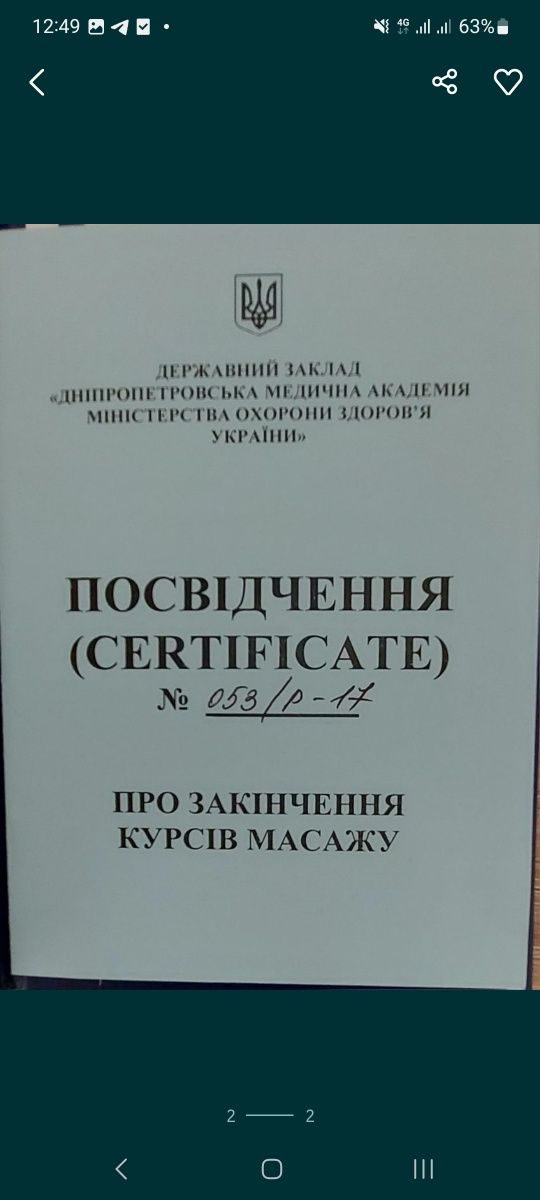 12:49
4G
63%
ДЕРЖАВНИЙ ЗАКЛАД
«ДНІПРОПЕТРОВСЬКА МЕДИЧНА АКАДЕМІЯ
МІНІСТЕРСТВА ОХОРОНИ ЗДОРОВ’Я
УКРАЇНИ»
ПОСВІДЧЕННЯ
(CERTIFICATE)
№ 053/р-17
ПРО ЗАКІНЧЕННЯ
КУРСІВ МАСАЖУ
2 2